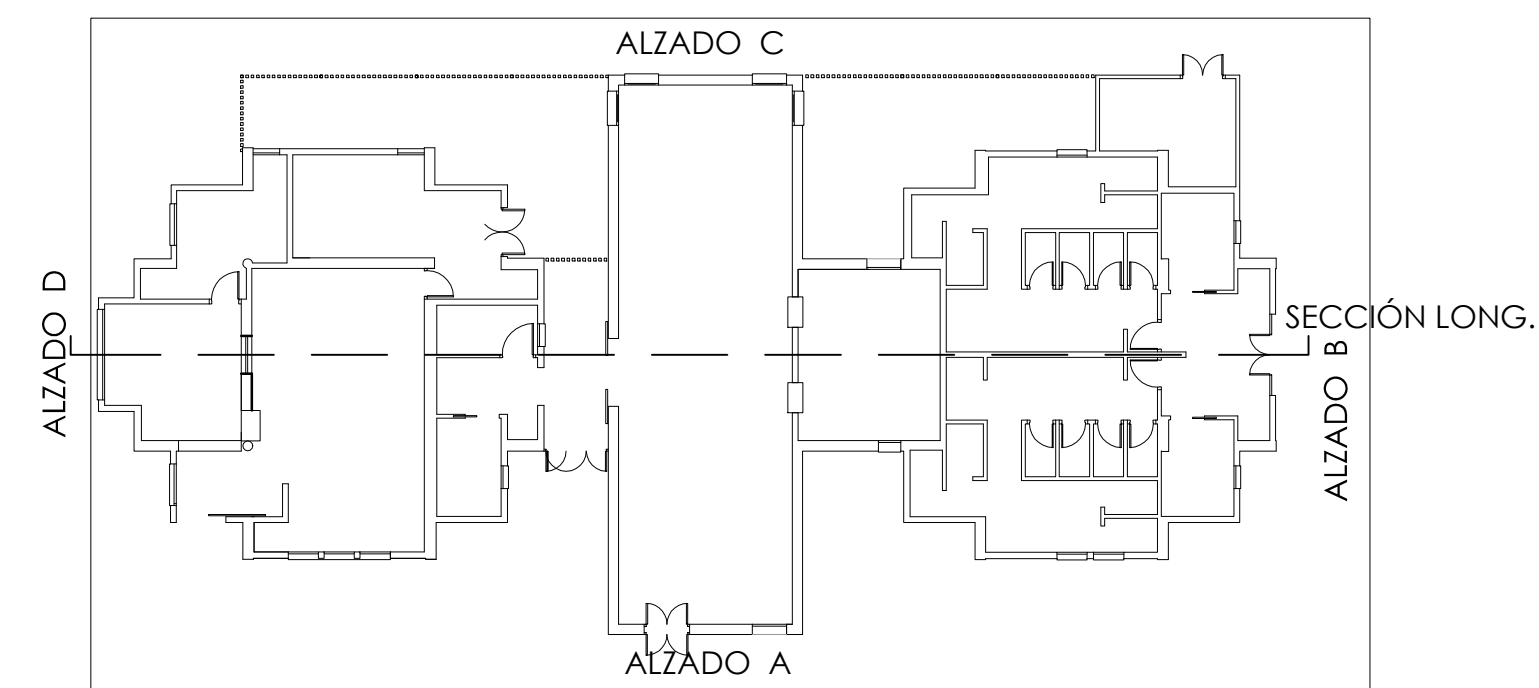 ALZADO C
ALZADO D
SECCIÓN LONG.
ALZADO B
ALZADO A